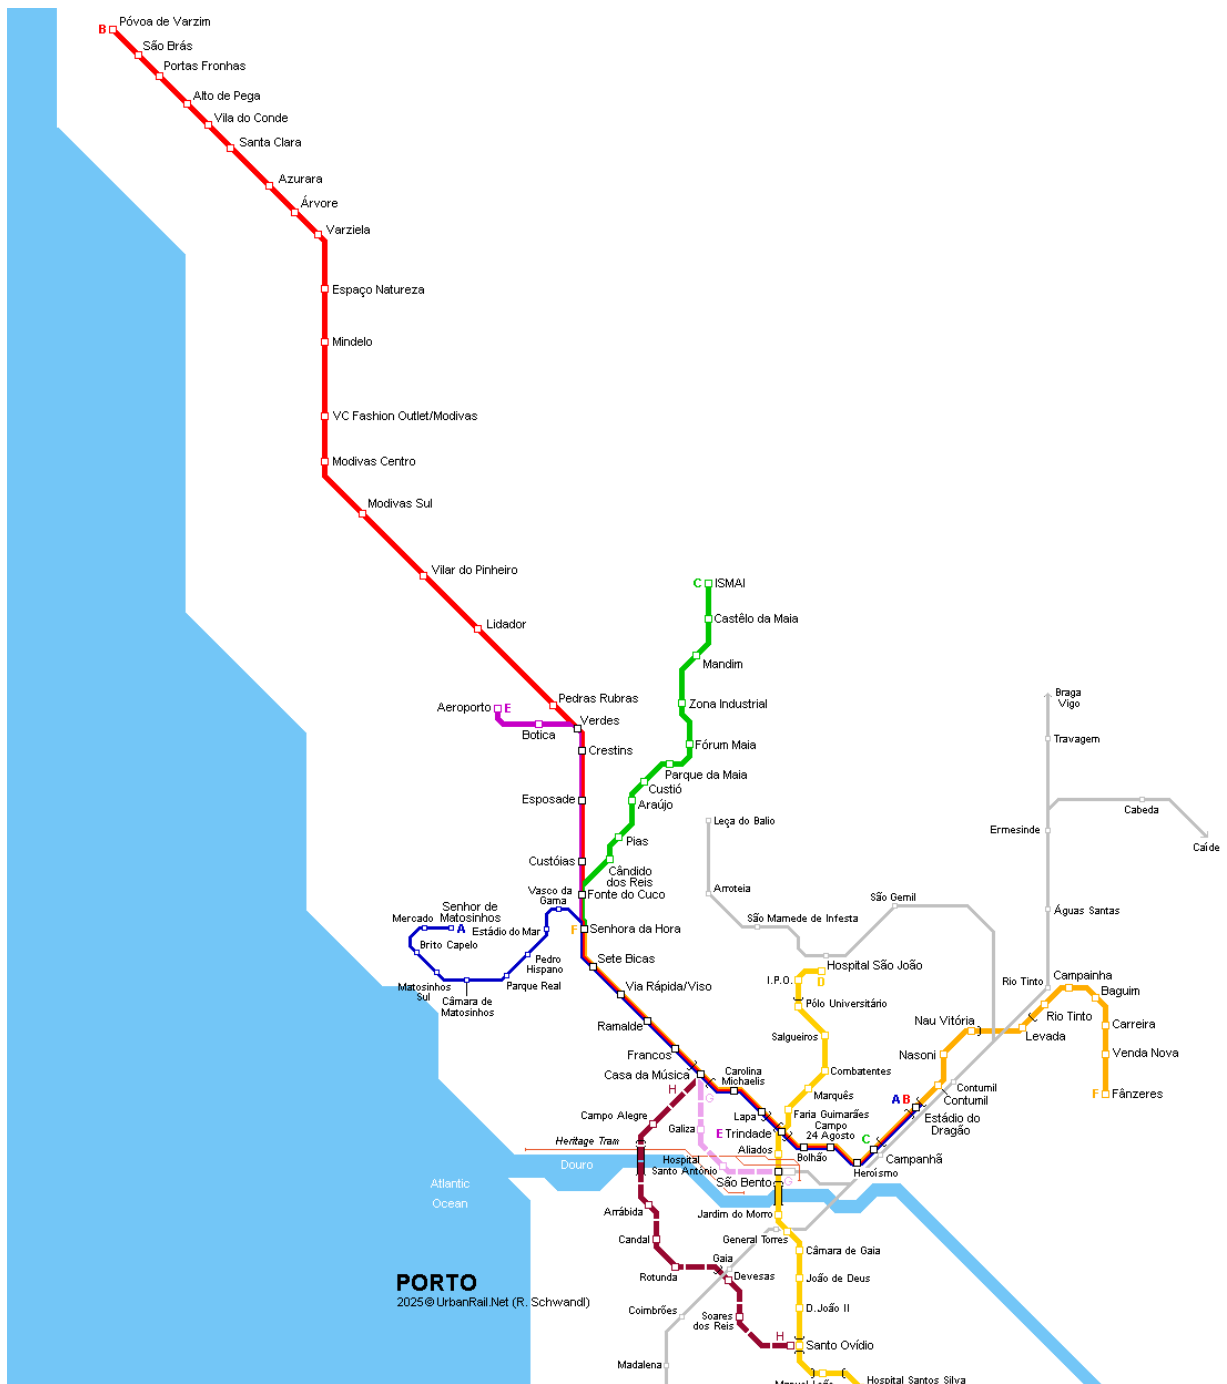 B
Póvoa de Varzim
São Brás
Portas Fronhas
Alto de Pega
Vila do Conde
Santa Clara
Azurara
Árvore
Varziela
Espaço Natureza
Mindelo
VC Fashion Outlet/Modivas
Modivas Centro
Modivas Sul
Vilar do Pinheiro
Lidador
Pedras Rubras
Aeroporto
E
Botica
Verdes
Crestins
Esposade
Custóias
Fonte do Cuco
C
ISMAI
Castêlo da Maia
Mandim
Zona Industrial
Fórum Maia
Parque da Maia
Custió
Araújo
Pias
Cândido
dos Reis
Vasco da
Gama
Senhor de
Matosinhos
A
Mercado
Brito Capelo
Matosinhos
Sul
Câmara de
Matosinhos
Parque Real
Pedro
Hispano
Estádio do Mar
F
Senhora da Hora
Sete Bicas
Via Rápida/Viso
Ramalde
Francos
Casa da Música
Carolina
Michaelis
Lapa
E
Trindade
Bolhão
Campo
24 Agosto
Heroísmo
C
Campanhã
A
B
Estádio do
Dragão
Contumil
Contumil
Nasoni
Nau Vitória
Levada
Rio Tinto
Rio Tinto
Campainha
Baguim
Carreira
Venda Nova
F
Fânzeres
Braga
Vigo
Travagem
Cabeda
Caíde
Ermesinde
Águas Santas
Leça do Balio
Arroteia
São Mamede de Infesta
São Gemil
Hospital São João
D
I.P.O.
Pólo Universitário
Salgueiros
Combatentes
Marquês
Faria Guimarães
Aliados
São Bento
G
Jardim do Morro
General Torres
Câmara de Gaia
João de Deus
D.João II
Santo Ovídio
Hospital Santos Silva
H
G
Galiza
Hospital
Santo António
Campo Alegre
Heritage Tram
Douro
Atlantic
Ocean
Arrábida
Candal
Rotunda
Gaia
Devesas
Soares
dos Reis
H
Coimbrões
Madalena
PORTO
2025 © UrbanRail.Net (R. Schwandl)